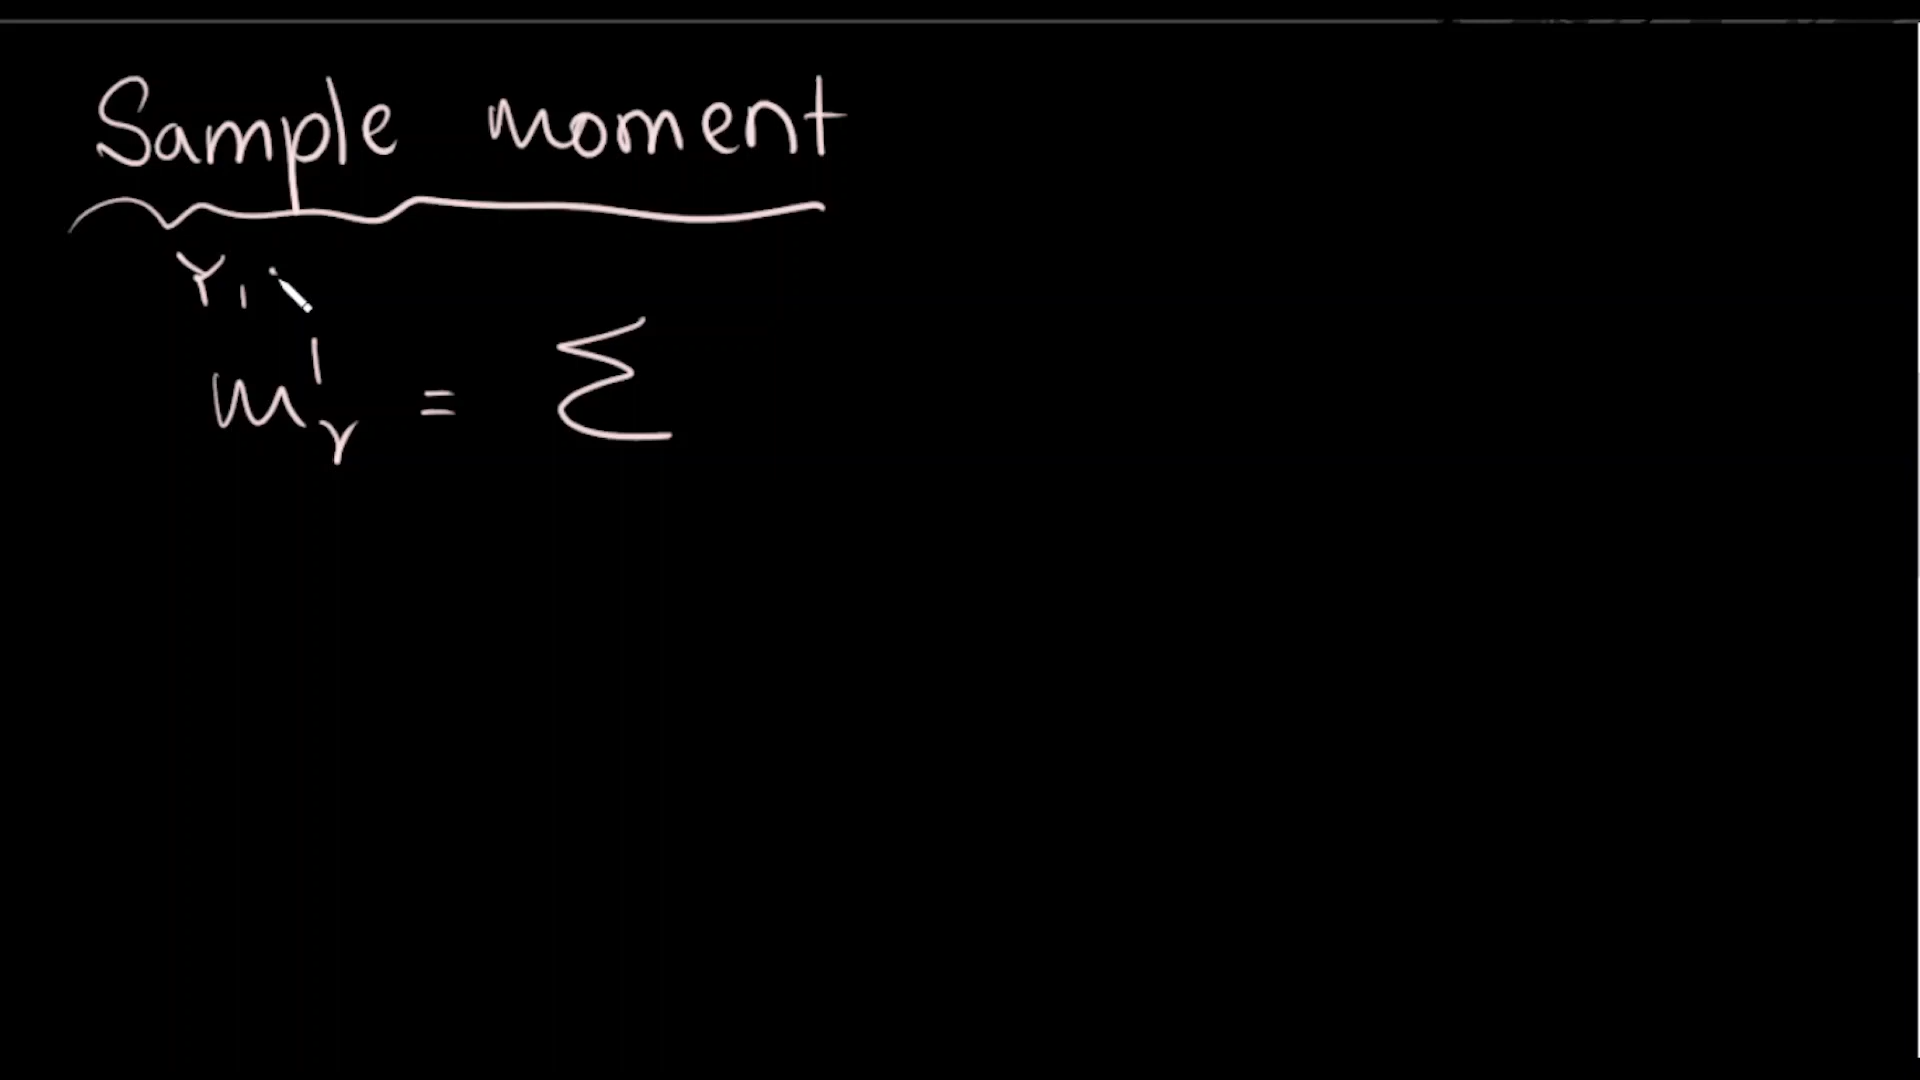 Sample moment
Y₁
m'ᵣ = Σ